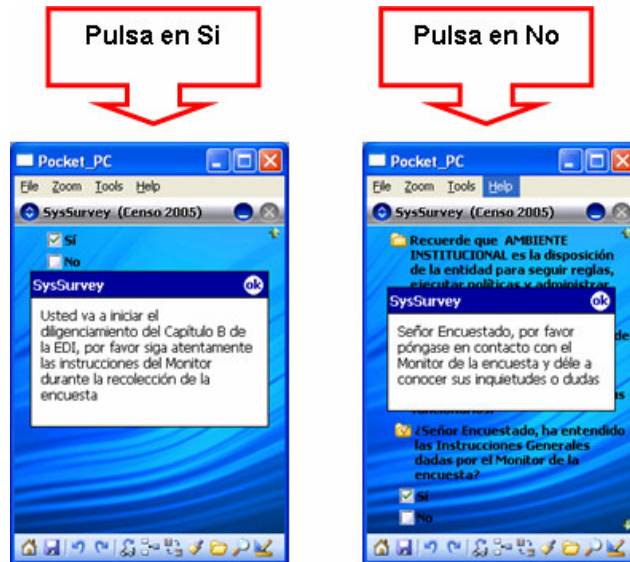 Pulsa en Si
Pocket_PC
File Zoom Tools Help
SysSurvey (Censo 2005)
Sí
No
SysSurvey ok
Usted va a iniciar el
diligenciamiento del Capítulo B de
la EDI, por favor siga atentamente
las instrucciones del Monitor
durante la recolección de la
encuesta
Pulsa en No
Pocket_PC
File Zoom Tools Help
SysSurvey (Censo 2005)
Recuerde que AMBIENTE
INSTITUCIONAL es la disposición
de la entidad para seguir reglas,
ejecutar políticas y administrar
de
SysSurvey ok
Señor Encuestado, por favor
póngase en contacto con el
Monitor de la encuesta y déle a
conocer sus inquietudes o dudas
funcionarios.
¿Señor Encuestado, ha entendido
las Instrucciones Generales
dadas por el Monitor de la
encuesta?
Sí
No